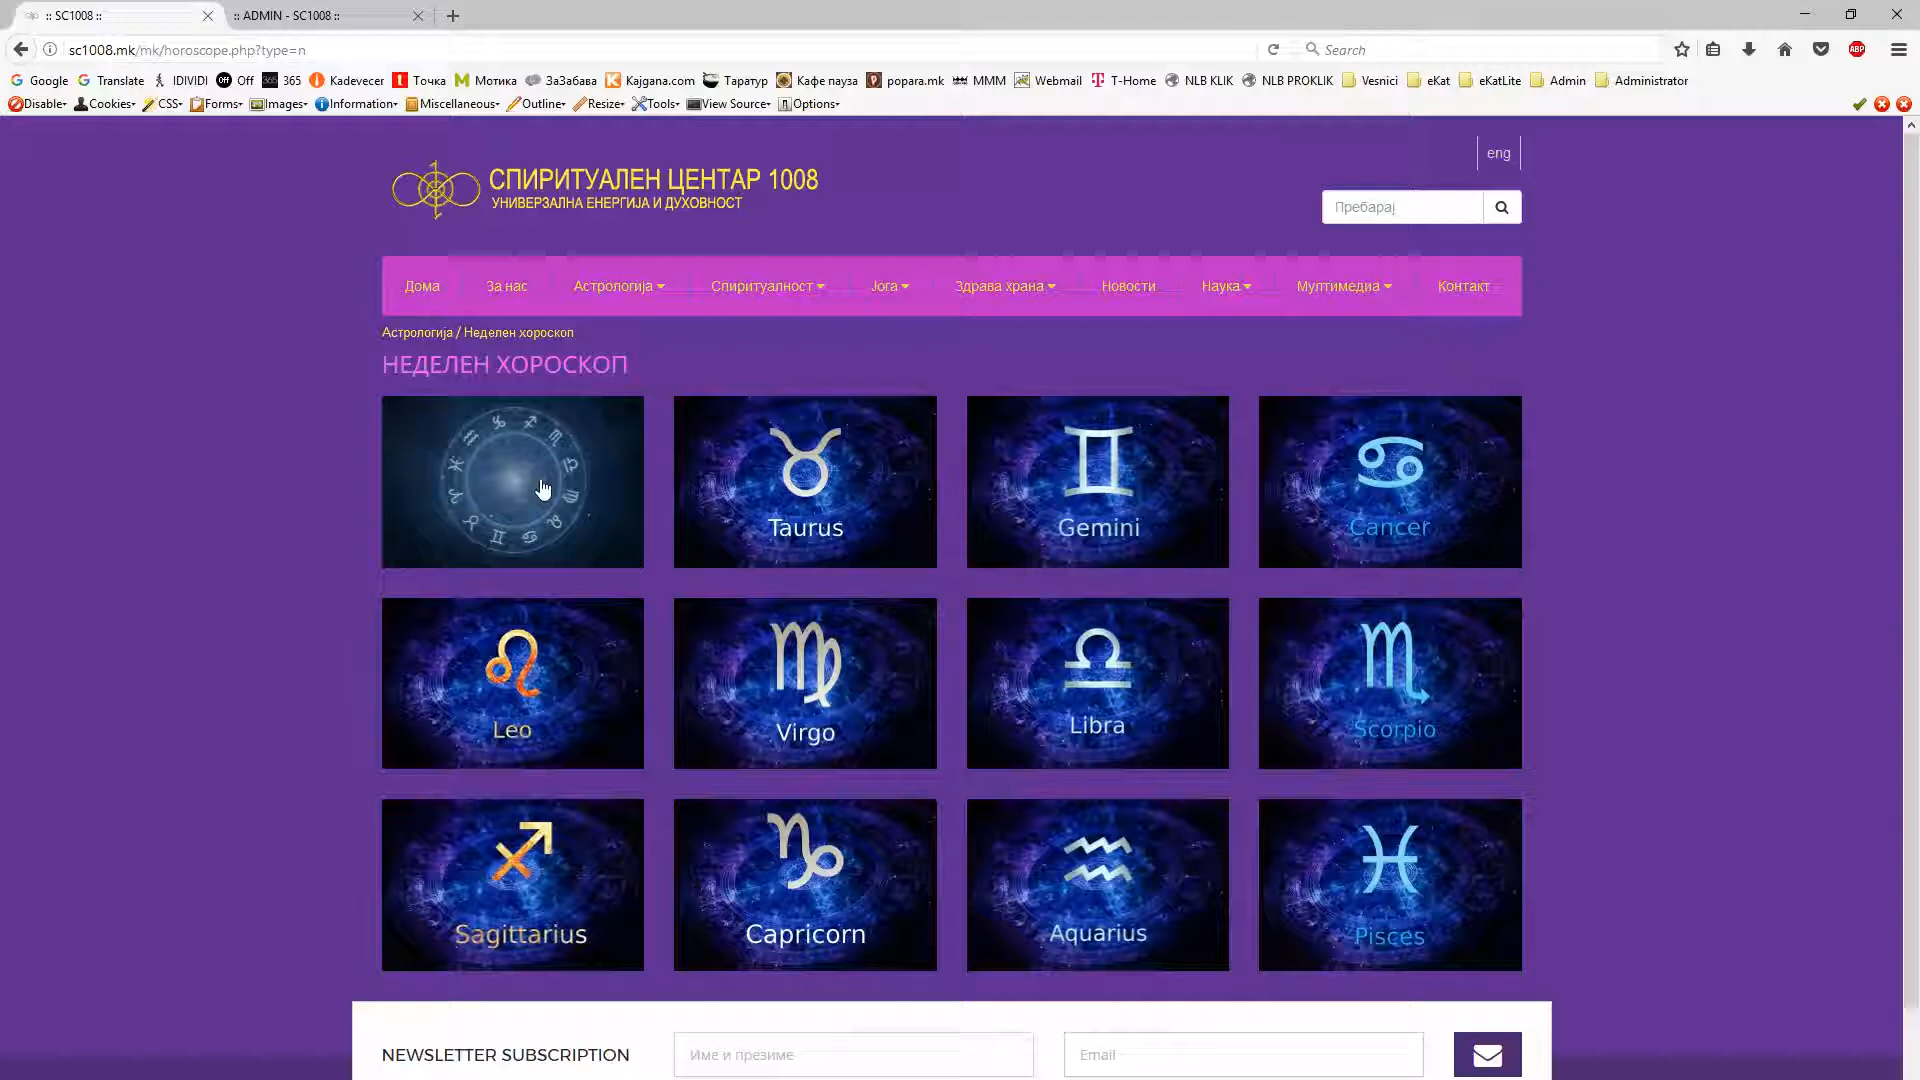 :: SC1008 ::
:: ADMIN - SC1008 ::
sc1008.mk/mk/horoscope.php?type=n
Search
ABP
Google
Translate
IDIVIDI
Off
365
Kadevecer
Точка
Мотика
ЗаЗабава
Kajgana.com
Таратур
Кафе пауза
popara.mk
МММ
Webmail
T-Home
NLB KLIK
NLB PROKLIK
Vesnici
eKat
eKatLite
Admin
Administrator
Disable
Cookies
CSS
Forms
Images
Information
Miscellaneous
Outline
Resize
Tools
View Source
Options
eng
СПИРИТУАЛЕН ЦЕНТАР 1008
УНИВЕРЗАЛНА ЕНЕРГИЈА И ДУХОВНОСТ
Пребарај
Дома
За нас
Астрологија
Спиритуалност
Јога
Здрава храна
Новости
Наука
Мултимедиа
Контакт
Астрологија / Неделен хороскоп
НЕДЕЛЕН ХОРОСКОП
Taurus
Gemini
Cancer
Leo
Virgo
Libra
Scorpio
Sagittarius
Capricorn
Aquarius
Pisces
NEWSLETTER SUBSCRIPTION
Име и презиме
Email